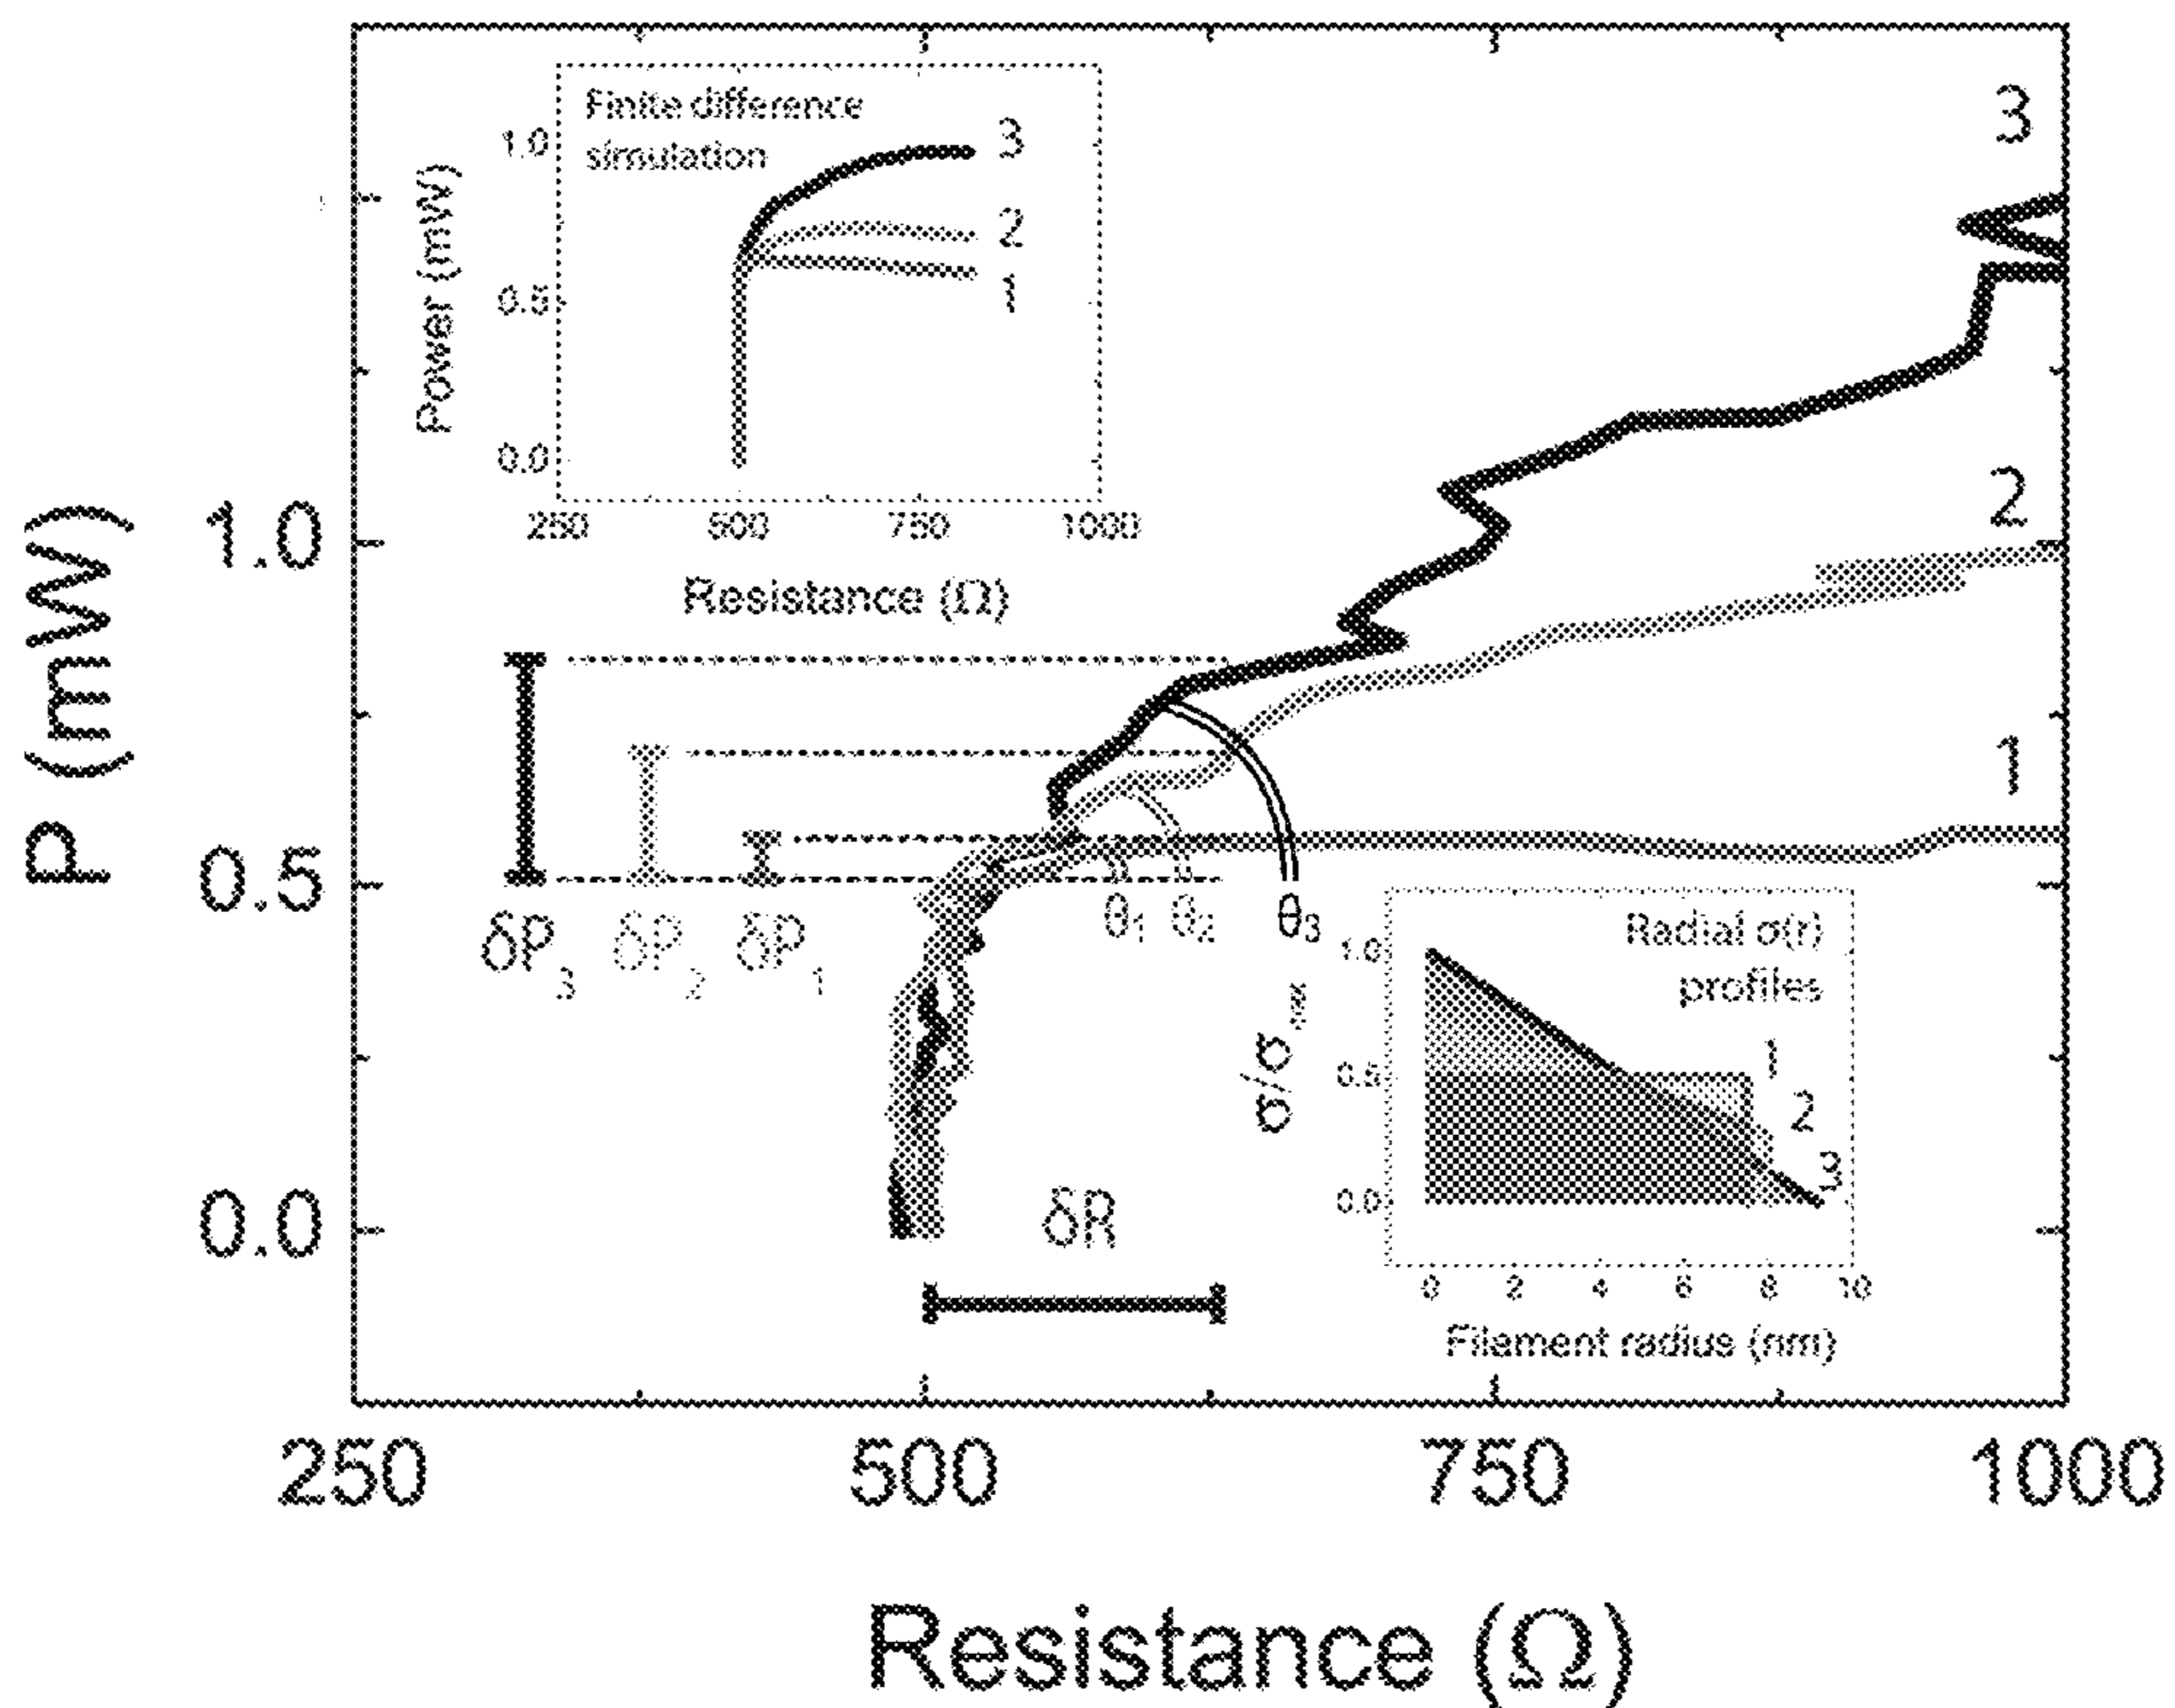 3
Finite difference
simulation
1.0
3
2
0.5
1
0.0
Power (mW)
250
500
750
1000
Resistance (Ω)
2
1
P (mW)
1.0
0.5
0.0
δP3
δP2
δP1
θ1
θ2
θ3
δR
Radial σ(r)
profiles
1.0
0.5
0.0
1
2
3
0
2
4
6
8
10
Filament radius (nm)
250
500
750
1000
Resistance (Ω)